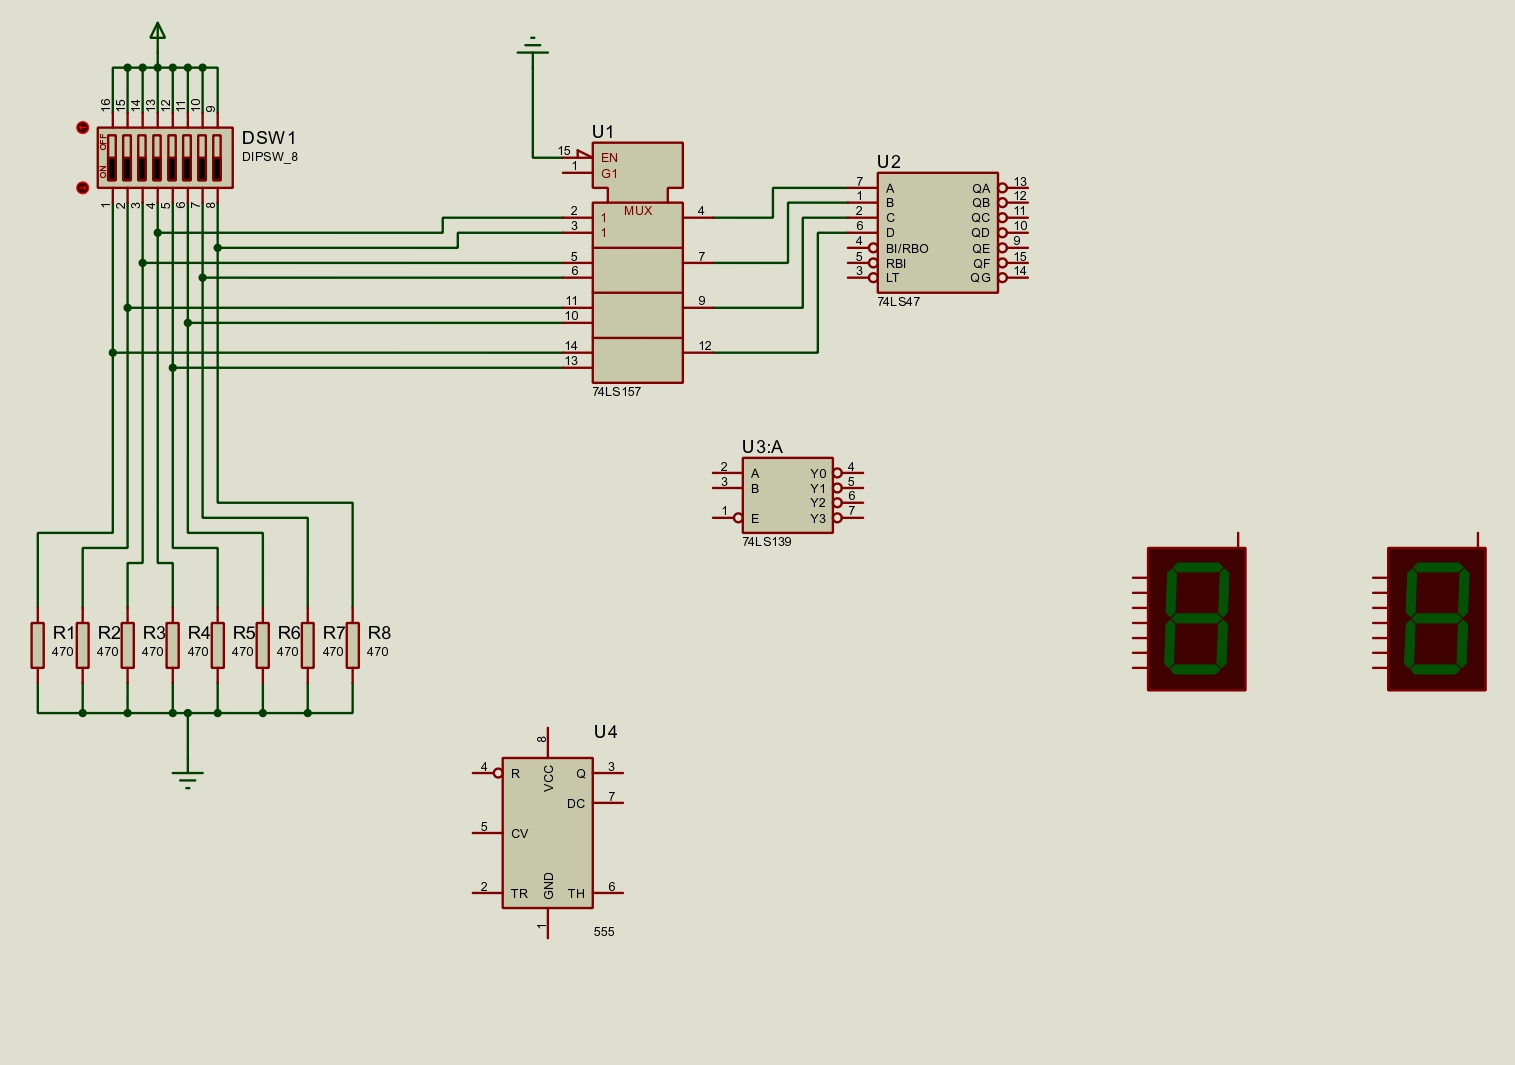 16 15 14 13 12 11 10 9
OFF
ON
DSW1
DIPSW_8
1 2 3 4 5 6 7 8
U1
15 EN
1 G1
MUX
2 1 4
3 1
5 7
6
11 9
10
14 12
13
74LS157
U2
7 A QA 13
1 B QB 12
2 C QC 11
6 D QD 10
4 BI/RBO QE 9
5 RBI QF 15
3 LT QG 14
74LS47
U3:A
2 A Y0 4
3 B Y1 5
Y2 6
1 E Y3 7
74LS139
R1 R2 R3 R4 R5 R6 R7 R8
470 470 470 470 470 470 470 470
U4
8
VCC
4 R Q 3
DC 7
5 CV
2 TR TH 6
GND
1
555